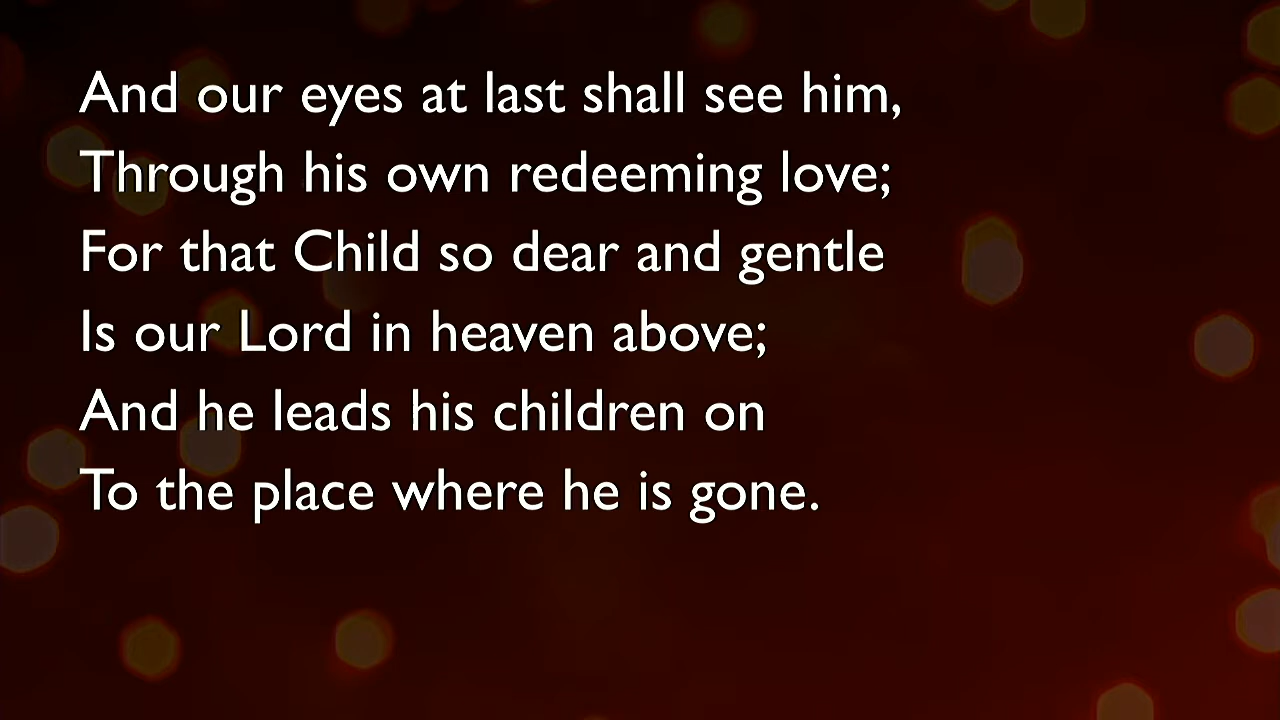 And our eyes at last shall see him,
Through his own redeeming love;
For that Child so dear and gentle
Is our Lord in heaven above;
And he leads his children on
To the place where he is gone.